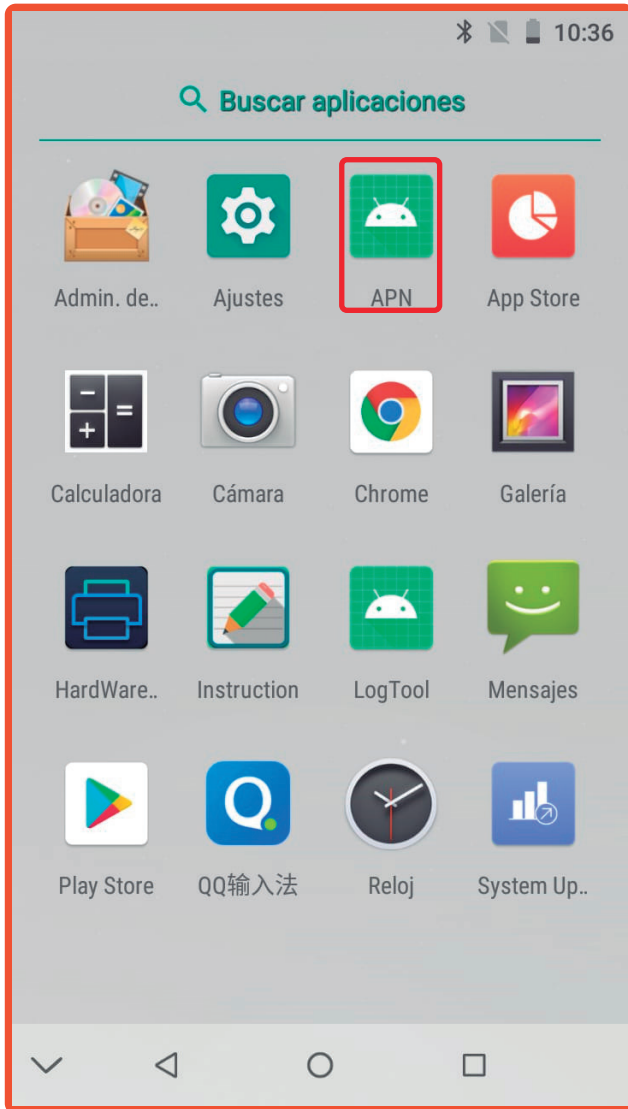 10:36
Buscar aplicaciones
Admin. de..
Ajustes
APN
App Store
Calculadora
Cámara
Chrome
Galería
HardWare..
Instruction
LogTool
Mensajes
Play Store
QQ输入法
Reloj
System Up..